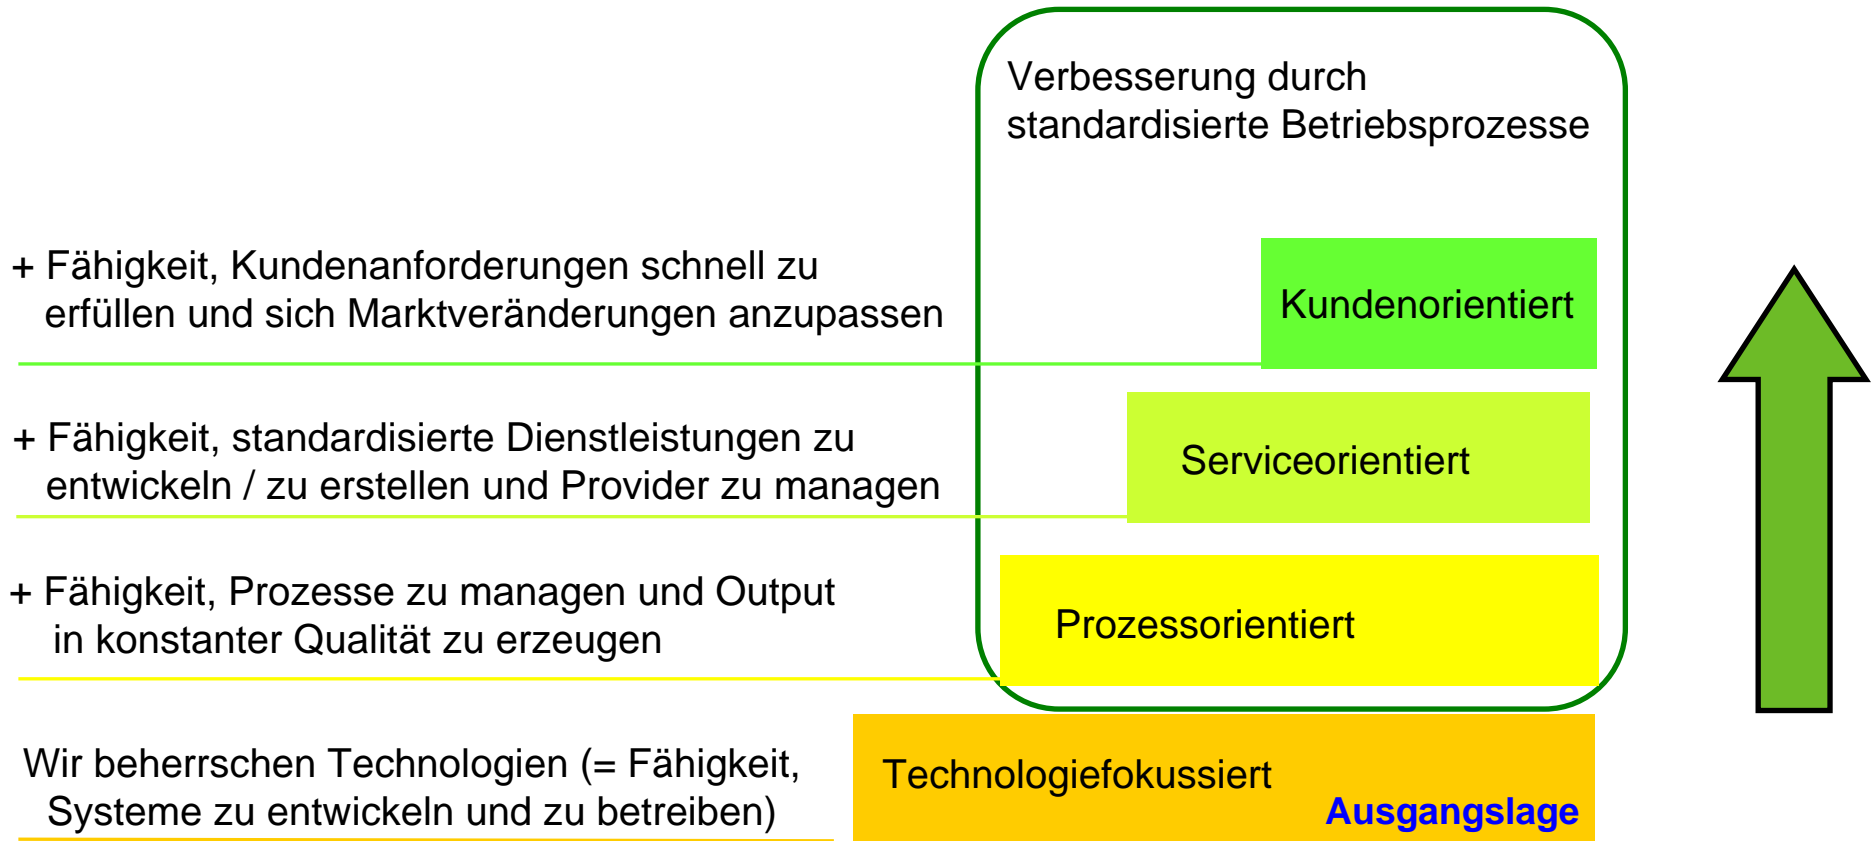 Verbesserung durch
standardisierte Betriebsprozesse
+ Fähigkeit, Kundenanforderungen schnell zu
erfüllen und sich Marktveränderungen anzupassen
Kundenorientiert
+ Fähigkeit, standardisierte Dienstleistungen zu
entwickeln / zu erstellen und Provider zu managen
Serviceorientiert
+ Fähigkeit, Prozesse zu managen und Output
in konstanter Qualität zu erzeugen
Prozessorientiert
Wir beherrschen Technologien (= Fähigkeit,
Systeme zu entwickeln und zu betreiben)
Technologiefokussiert
Ausgangslage